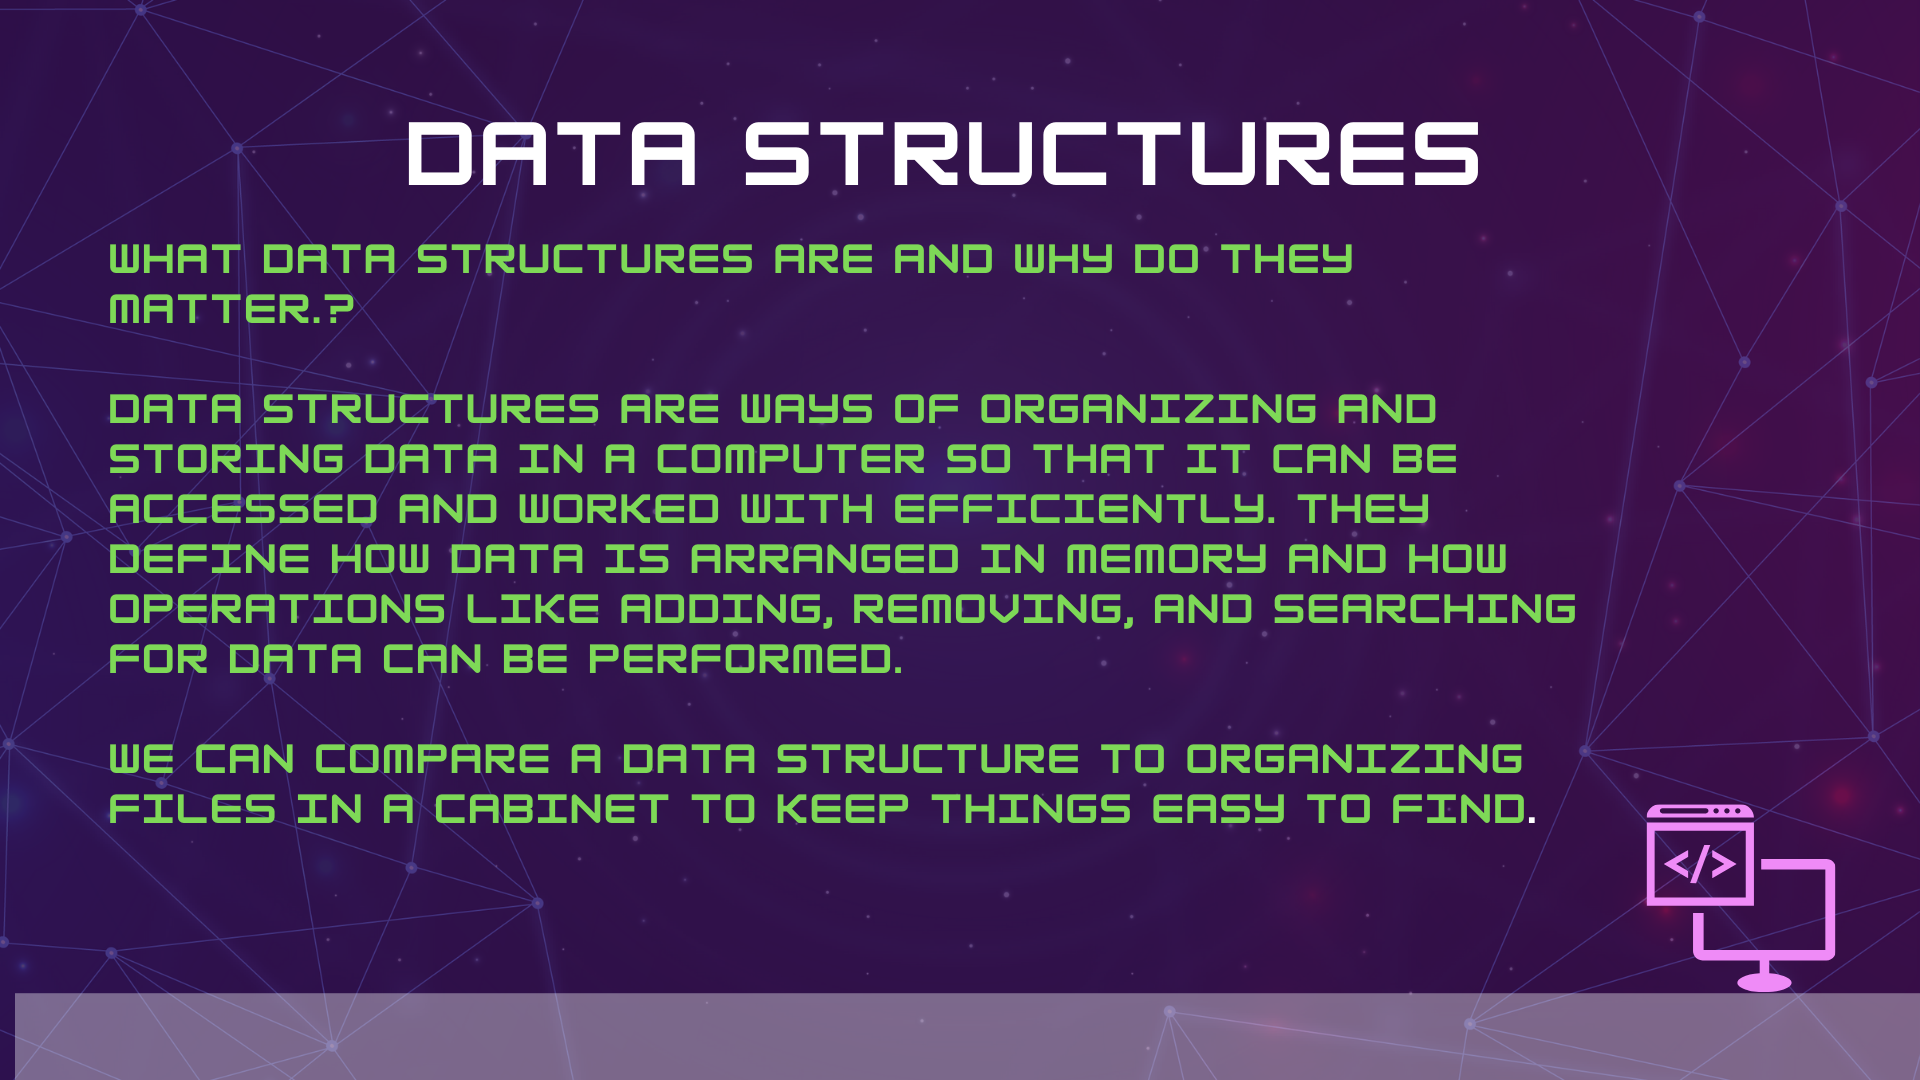 DATA STRUCTURES
WHAT DATA STRUCTURES ARE AND WHY DO THEY
MATTER.?
DATA STRUCTURES ARE WAYS OF ORGANIZING AND
STORING DATA IN A COMPUTER SO THAT IT CAN BE
ACCESSED AND WORKED WITH EFFICIENTLY. THEY
DEFINE HOW DATA IS ARRANGED IN MEMORY AND HOW
OPERATIONS LIKE ADDING, REMOVING, AND SEARCHING
FOR DATA CAN BE PERFORMED.
WE CAN COMPARE A DATA STRUCTURE TO ORGANIZING
FILES IN A CABINET TO KEEP THINGS EASY TO FIND.
</>